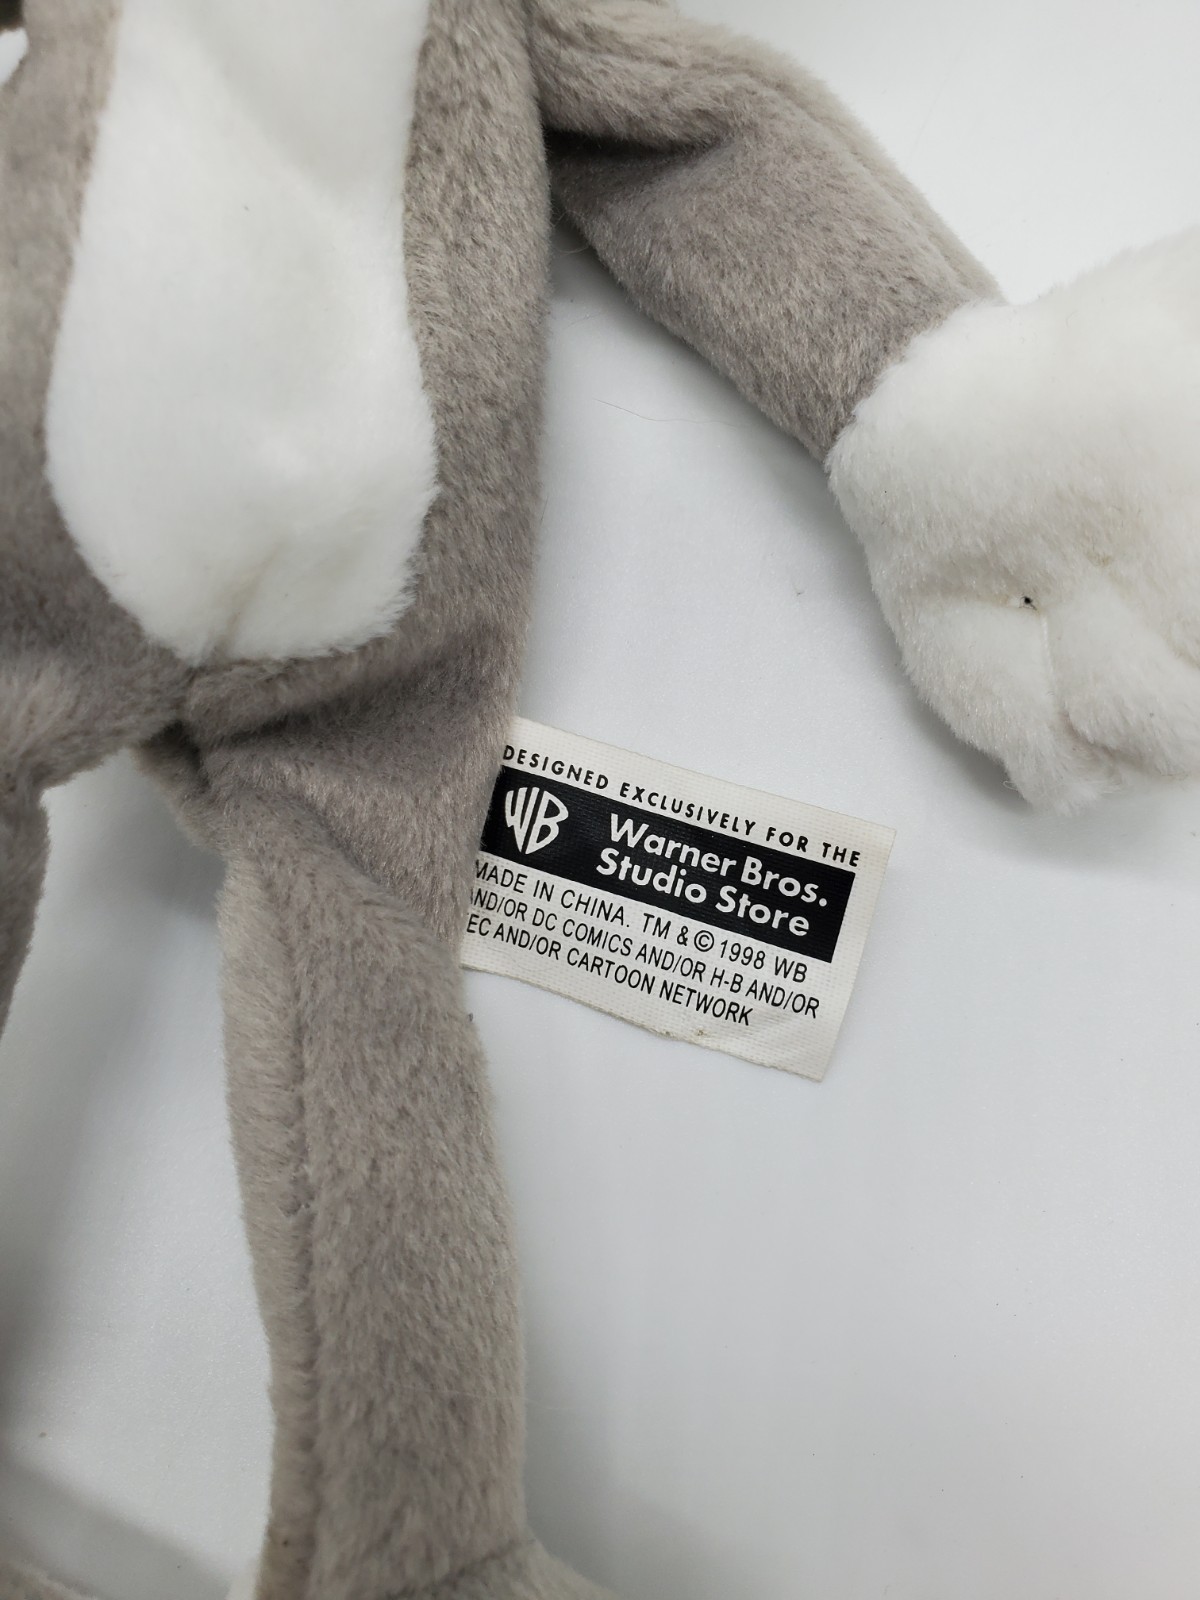 DESIGNED EXCLUSIVELY FOR THE
WB Warner Bros.
Studio Store
MADE IN CHINA. TM & © 1998 WB
AND/OR DC COMICS AND/OR H-B AND/OR
EC AND/OR CARTOON NETWORK